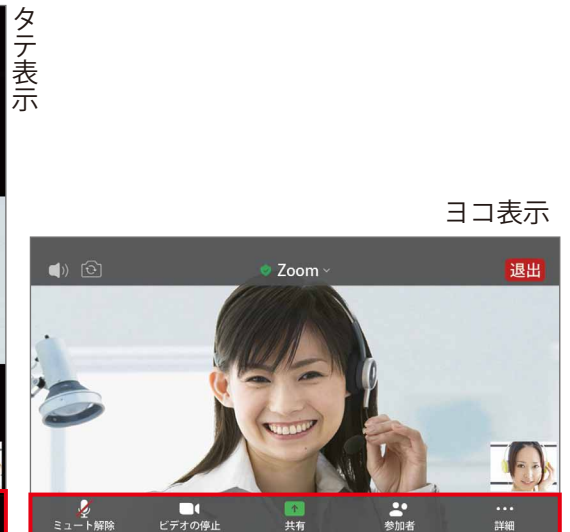 タテ表示
ヨコ表示
Zoom
退出
ミュート解除
ビデオの停止
共有
参加者
詳細